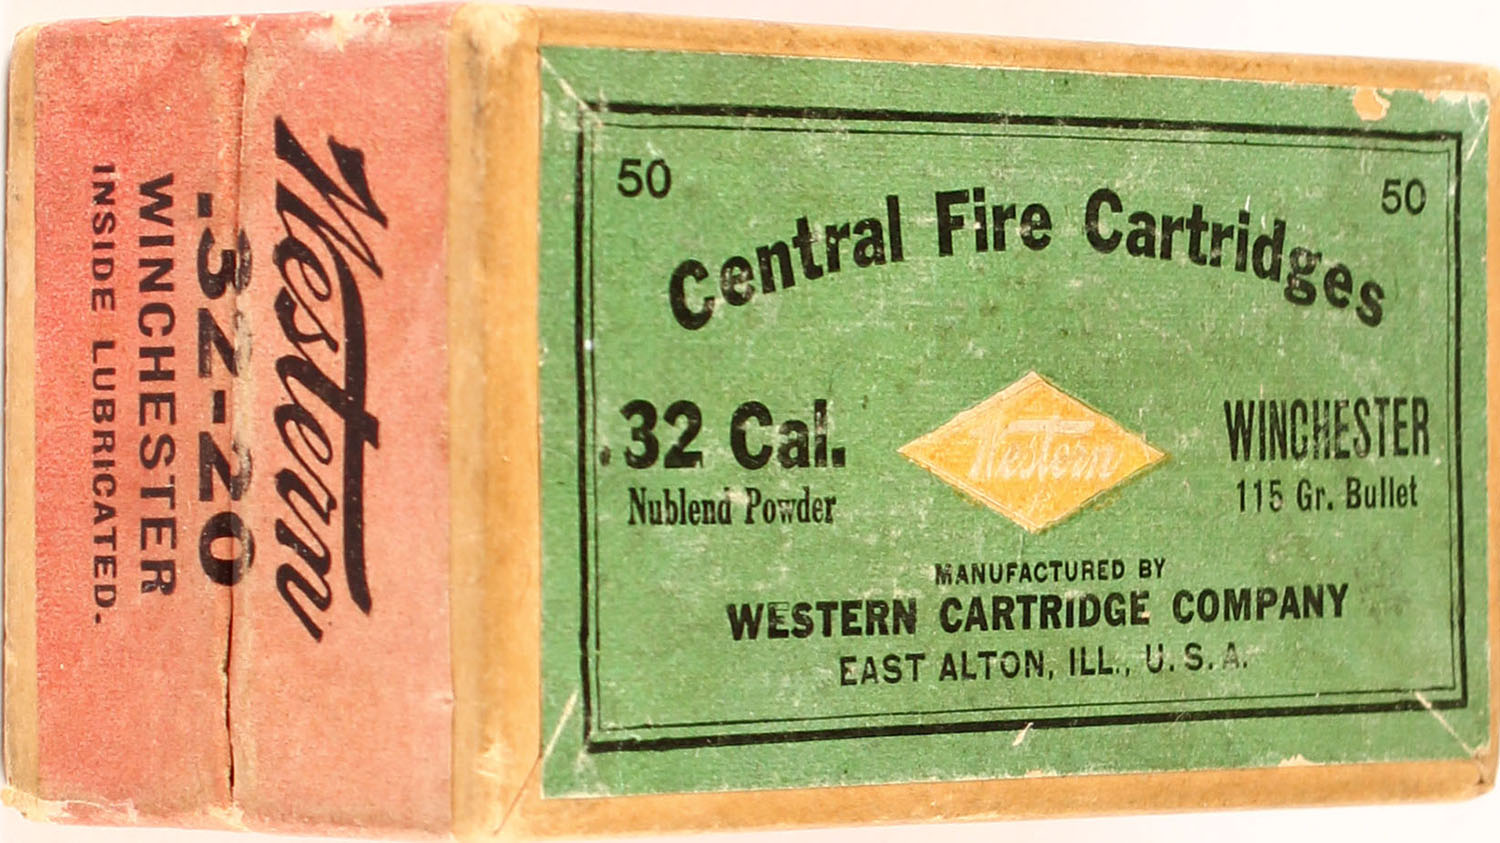 Western
.32-20
WINCHESTER
INSIDE LUBRICATED.
50 50
Central Fire Cartridges
.32 Cal. Western WINCHESTER
Nublend Powder 115 Gr. Bullet
MANUFACTURED BY
WESTERN CARTRIDGE COMPANY
EAST ALTON, ILL., U.S.A.